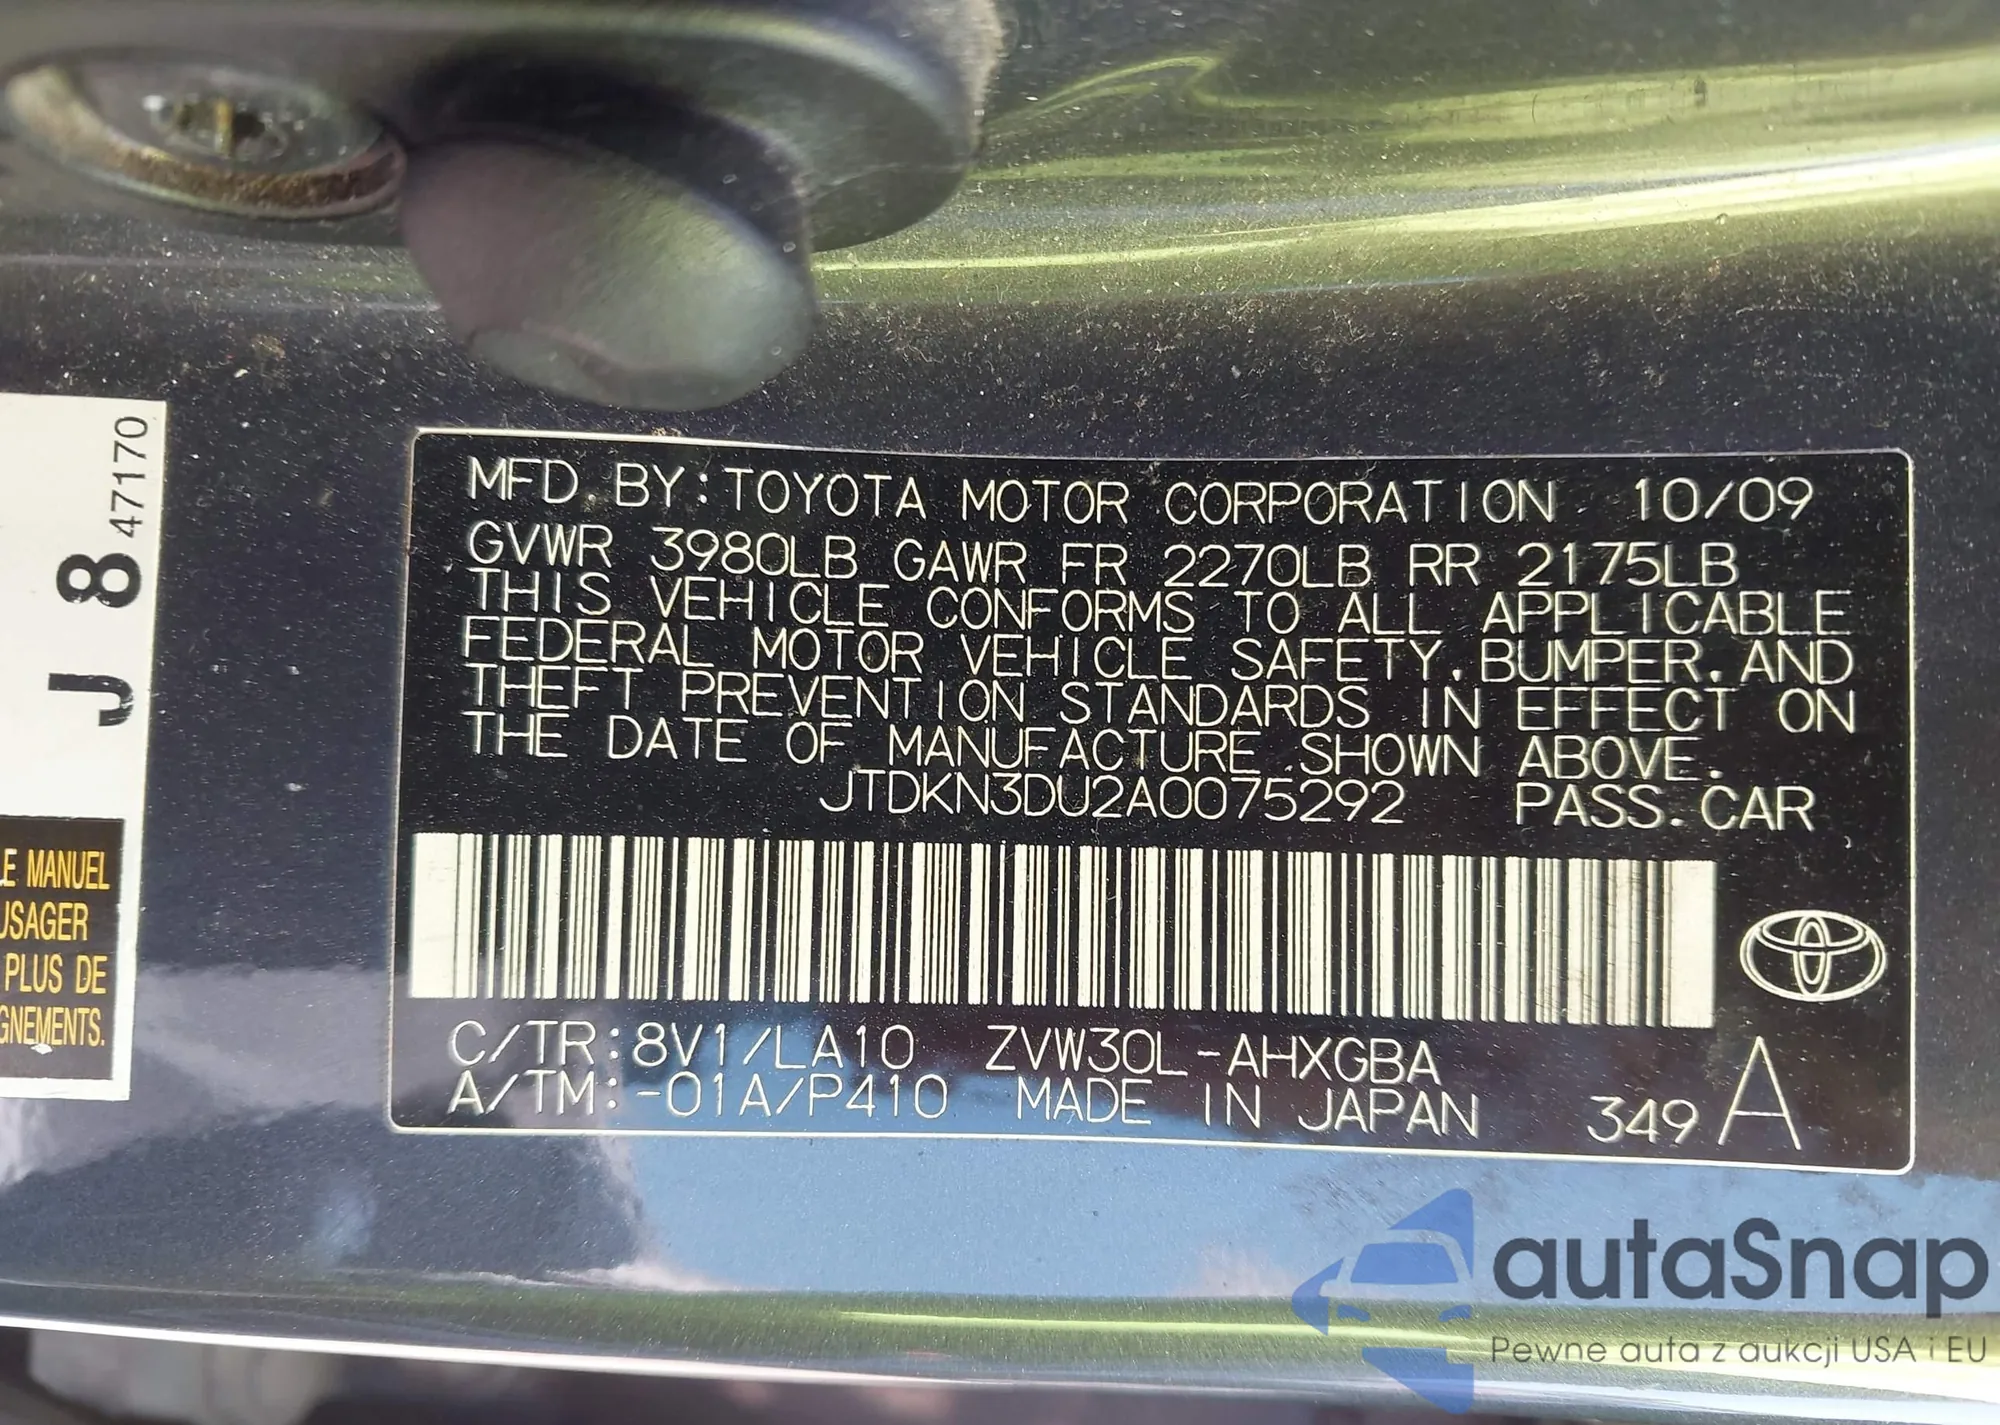 J 8 47170
LE MANUEL
USAGER
PLUS DE
GNEMENTS.
MFD. BY: TOYOTA MOTOR CORPORATION 10/09
GVWR 3980LB GAWR FR 2270LB RR 2175LB
THIS VEHICLE CONFORMS TO ALL APPLICABLE
FEDERAL MOTOR VEHICLE SAFETY, BUMPER, AND
THEFT PREVENTION STANDARDS IN EFFECT ON
THE DATE OF MANUFACTURE SHOWN ABOVE.
JTDKN3DU2A0075292 PASS. CAR
C/TR: 8V1/LA10 ZVW30L-AHXGBA
A/TM: -01A/P410 MADE IN JAPAN 349 A
autaSnap
Pewne auta z aukcji USA i EU